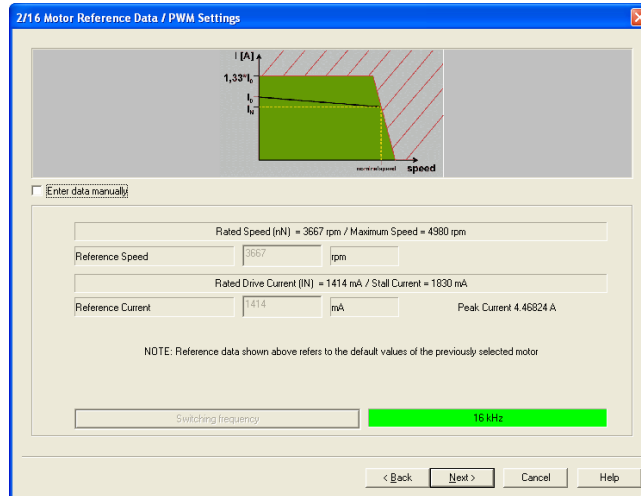 2/16 Motor Reference Data / PWM Settings
I [A]
1,33*I₀
I₀
I_N
nominal speed
speed
Enter data manually
Rated Speed (nN) = 3667 rpm / Maximum Speed = 4980 rpm
Reference Speed 3667 rpm
Rated Drive Current (IN) = 1414 mA / Stall Current = 1830 mA
Reference Current 1414 mA Peak Current 4.46824 A
NOTE: Reference data shown above refers to the default values of the previously selected motor
Switching frequency 16 kHz
< Back Next > Cancel Help